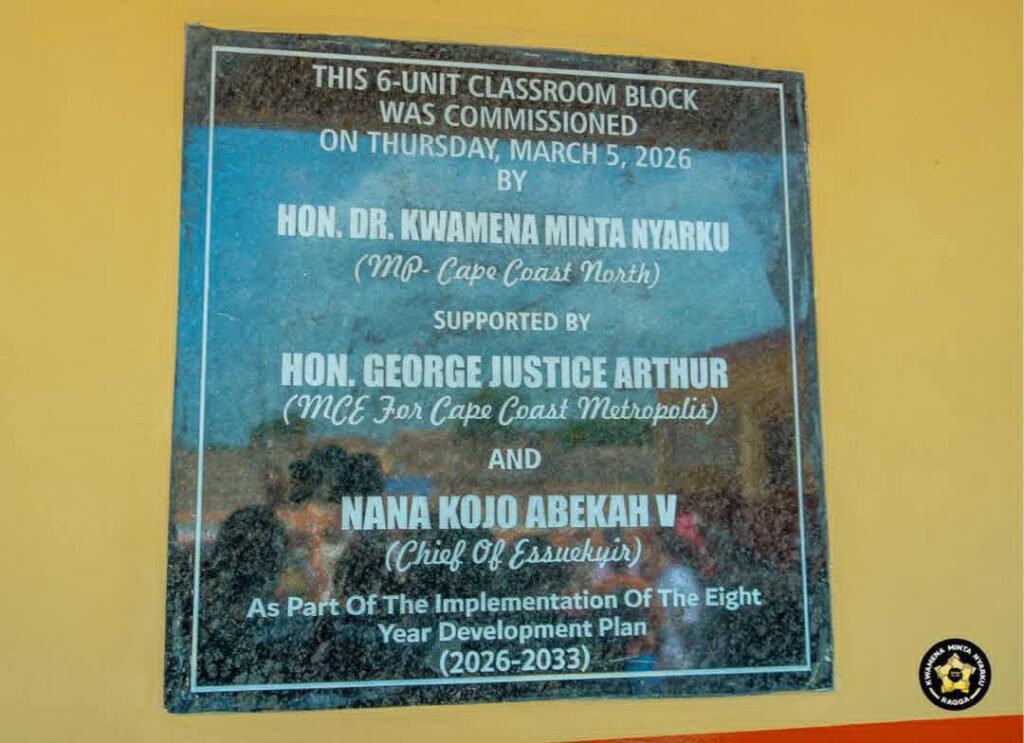 THIS 6-UNIT CLASSROOM BLOCK
WAS COMMISSIONED
ON THURSDAY, MARCH 5, 2026
BY
HON. DR. KWAMENA MINTA NYARKU
(MP- Cape Coast North)
SUPPORTED BY
HON. GEORGE JUSTICE ARTHUR
(MCE For Cape Coast Metropolis)
AND
NANA KOJO ABEKAH V
(Chief Of Essuekyir)
As Part Of The Implementation Of The Eight
Year Development Plan
(2026-2033)
KWAMENA MINTA NYARKU
RAGGA